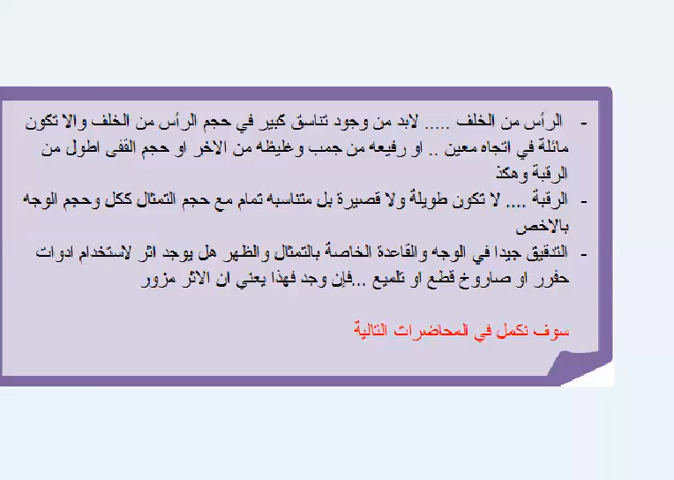 - الرأس من الخلف ..... لابد من وجود تناسق كبير في حجم الرأس من الخلف والا تكون
مائلة في اتجاه معين .. او رفيعه من جمب وغليظه من الاخر او حجم القفى اطول من
الرقبة وهكذ
- الرقبة .... لا تكون طويلة ولا قصيرة بل متناسبه تمام مع حجم التمثال ككل وحجم الوجه
بالاخص
- التدقيق جيدا في الوجه والقاعدة الخاصة بالتمثال والظهر هل يوجد اثر لاستخدام ادوات
حفرر او صاروخ قطع او تلميع ...فإن وجد فهذا يعني ان الاثر مزور
سوف نكمل في المحاضرات التالية